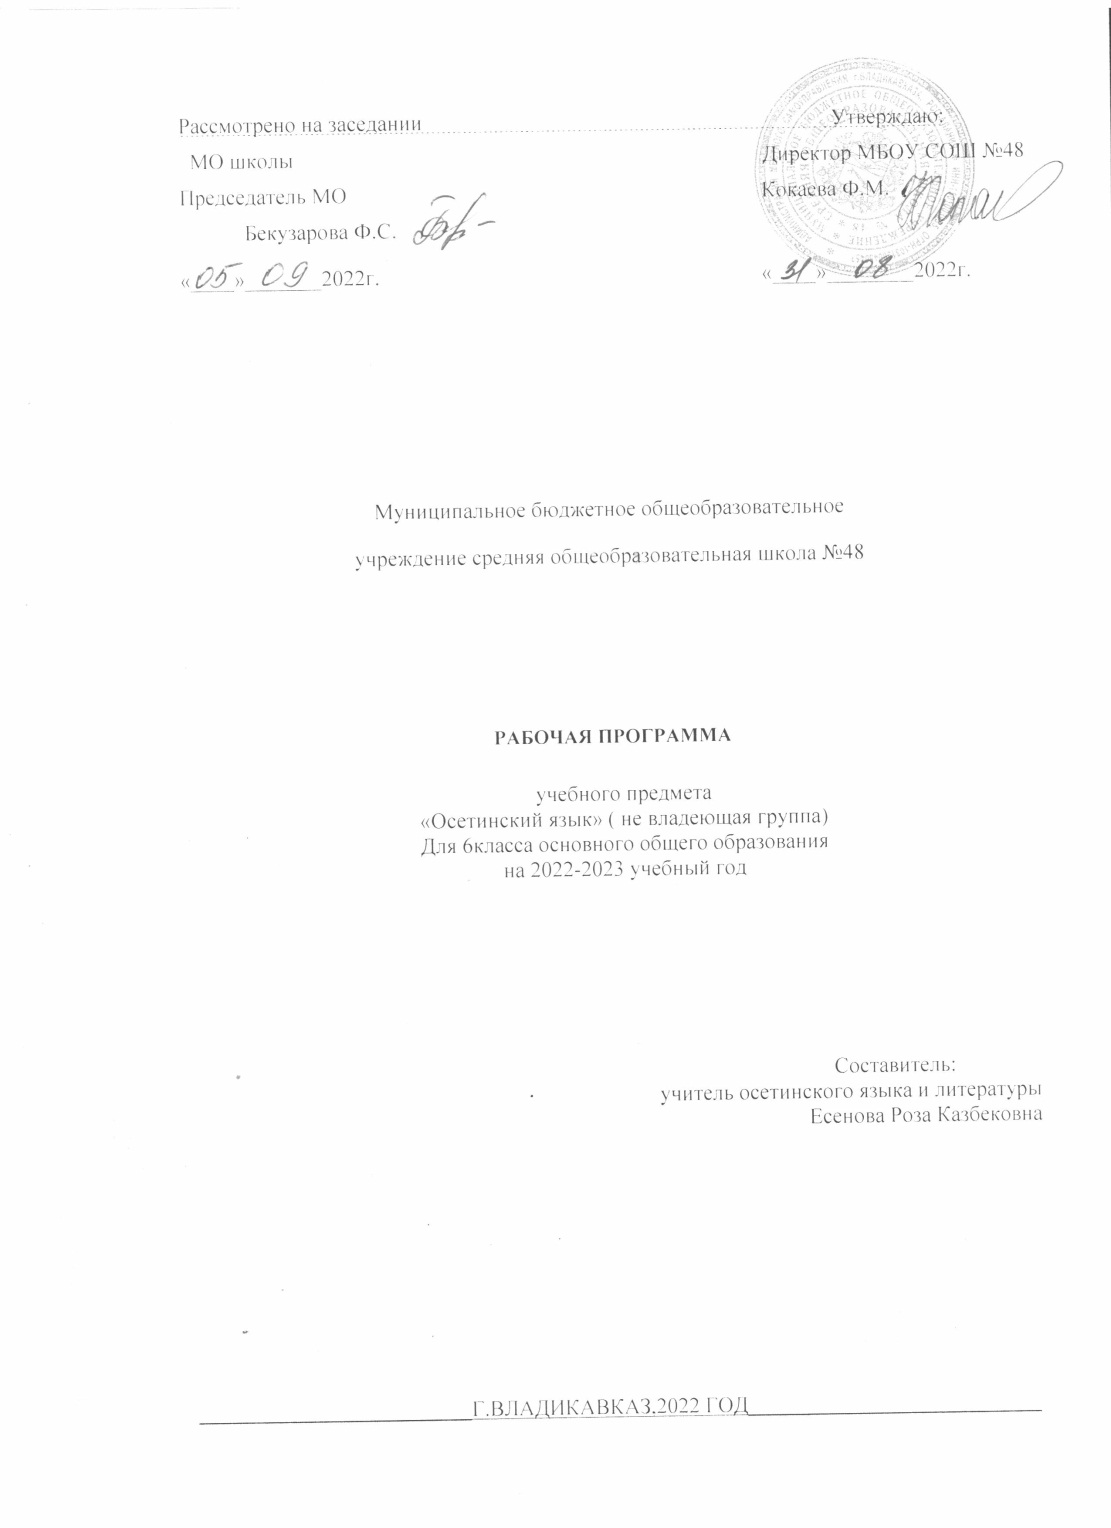 Рассмотрено на заседании
МО школы
Председатель МО
Бекузарова Ф.С.
«05» 09 2022г.
Утверждаю:
Директор МБОУ СОШ №48
Кокаева Ф.М.
«31» 08 2022г.
Муниципальное бюджетное общеобразовательное
учреждение средняя общеобразовательная школа №48
РАБОЧАЯ ПРОГРАММА
учебного предмета
«Осетинский язык» ( не владеющая группа)
Для 6класса основного общего образования
на 2022-2023 учебный год
Составитель:
учитель осетинского языка и литературы
Есенова Роза Казбековна
Г.ВЛАДИКАВКАЗ.2022 ГОД